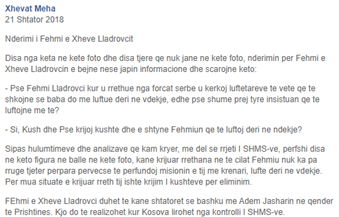 Xhevat Meha
21 Shtator 2018
Nderimi i Fehmi e Xheve Lladrovcit
Disa nga keta ne kete foto dhe disa tjere qe nuk jane ne kete foto, nderimin per Fehmi e
Xheve Lladrovcin e bejne nese japin informacione dhe scarojne keto:
- Pse Fehmi Lladrovci kur u rrethue nga forcat serbe u kerkoj luftetareve te vete qe te
shkojne se baba do me luftue deri ne vdekje, edhe pse shume prej tyre insistuan qe te
luftojne me te?
- Si, Kush dhe Pse krijoj kushte dhe e shtyne Fehmiun qe te luftoj deri ne ndekje?
Sipas hulumtimeve dhe analizave qe kam kryer, me del se rrjeti I SHMS-ve, perfshi disa
ne keto figura ne balle ne kete foto, kane krijuar rrethana ne te cilat Fehmiu nuk ka pa
rruge tjeter perpara pervecse te perfundoj misionin e tij me krenari, lufte deri ne vdekje.
Per mua situate e krijuar rreth tij ishte krijim I kushteve per eliminim.
FEhmi e Xheve Lladrovci duhet te kane shtatoret se bashku me Adem Jasharin ne qender
te Prishtines. Kjo do te realizohet kur Kosova lirohet nga kontrolli I SHMS-ve.